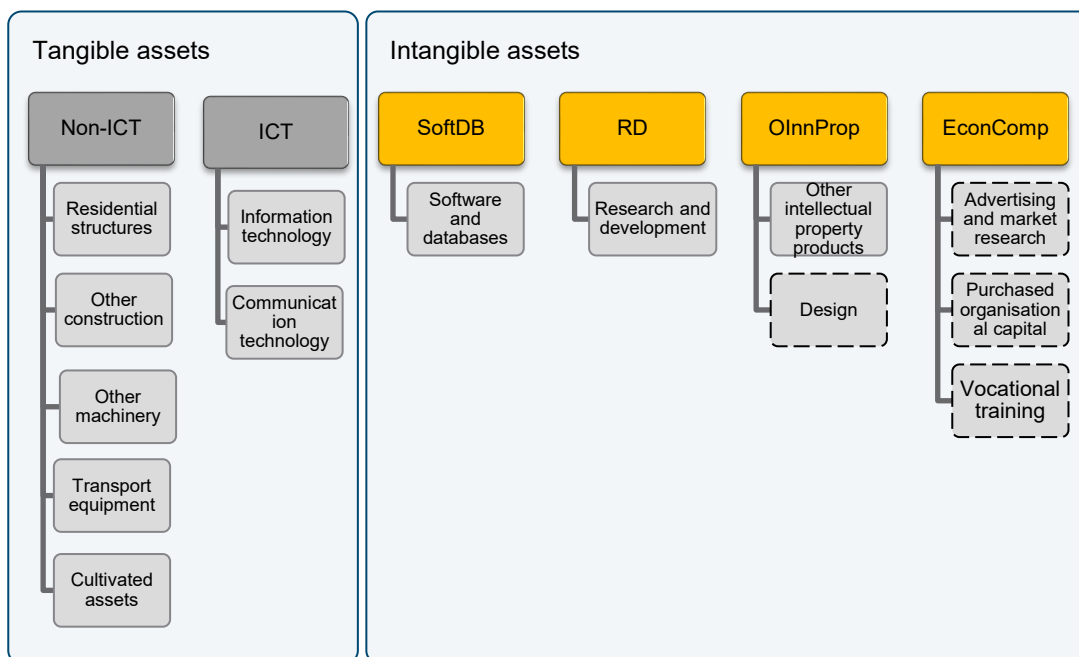 Tangible assets
Non-ICT
Residential
structures
Other
construction
Other
machinery
Transport
equipment
Cultivated
assets
ICT
Information
technology
Communicat
ion
technology
Intangible assets
SoftDB
Software
and
databases
RD
Research and
development
OInnProp
Other
intellectual
property
products
Design
EconComp
Advertising
and market
research
Purchased
organisation
al capital
Vocational
training